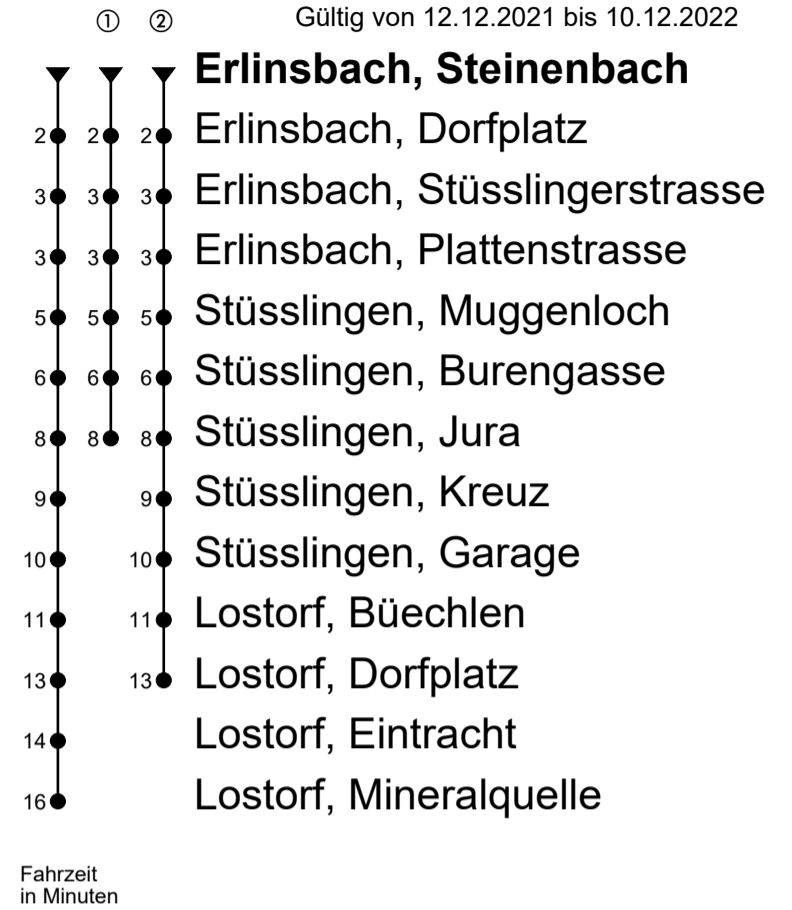 ① ② Gültig von 12.12.2021 bis 10.12.2022
Erlinsbach, Steinenbach
2 2 2 Erlinsbach, Dorfplatz
3 3 3 Erlinsbach, Stüsslingerstrasse
3 3 3 Erlinsbach, Plattenstrasse
5 5 5 Stüsslingen, Muggenloch
6 6 6 Stüsslingen, Burengasse
8 8 8 Stüsslingen, Jura
9 9 Stüsslingen, Kreuz
10 10 Stüsslingen, Garage
11 11 Lostorf, Büechlen
13 13 Lostorf, Dorfplatz
14 Lostorf, Eintracht
16 Lostorf, Mineralquelle
Fahrzeit
in Minuten